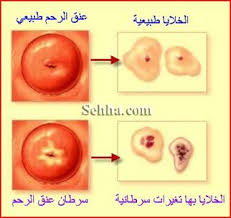 عنق الرحم طبيعي
الخلايا طبيعية
Sehha.com
سرطان عنق الرحم
الخلايا بها تغيرات سرطانية